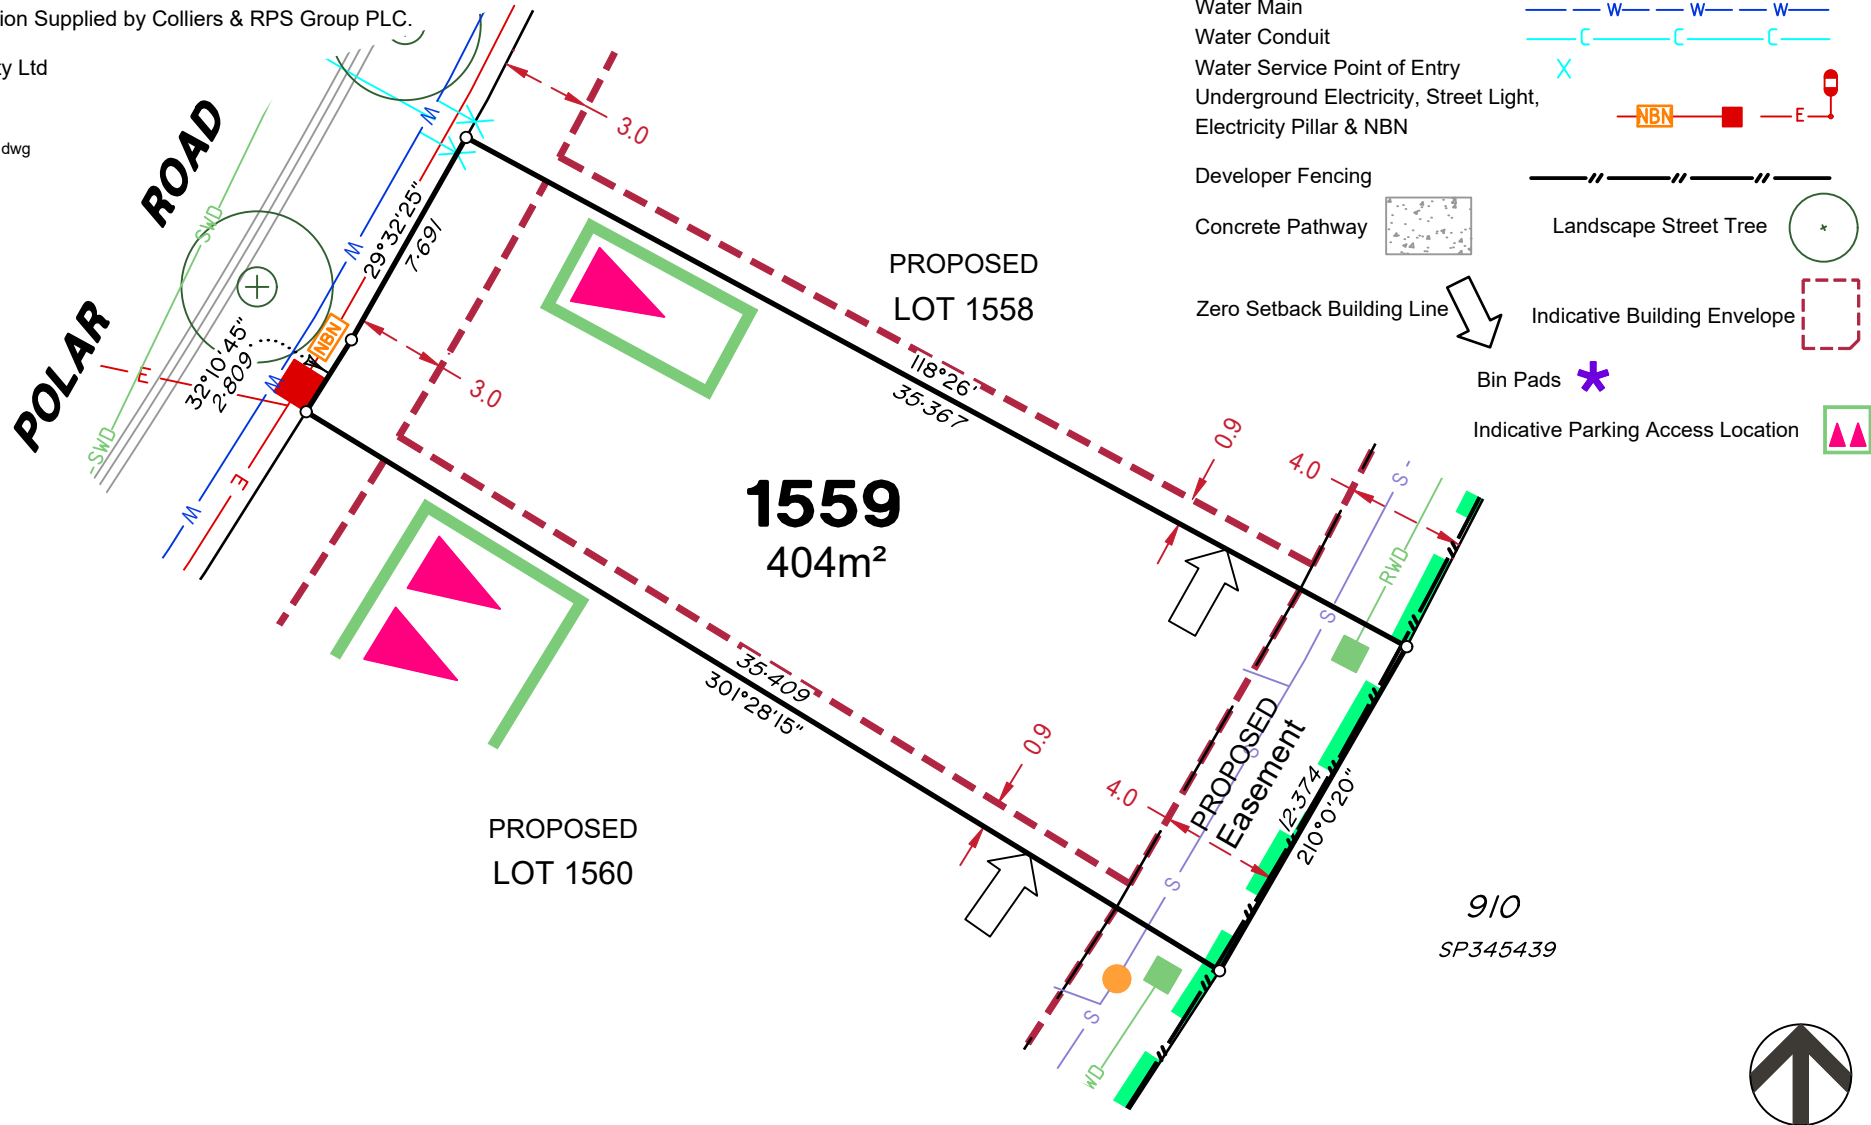 ion Supplied by Colliers & RPS Group PLC.
ty Ltd
dwg
Water Main
W W W
Water Conduit
C C C
Water Service Point of Entry
Underground Electricity, Street Light,
Electricity Pillar & NBN
NBN
E
Developer Fencing
Concrete Pathway
Landscape Street Tree
Zero Setback Building Line
Indicative Building Envelope
Bin Pads
Indicative Parking Access Location
POLAR ROAD
SWD
SWD
W
W
W
W
E
E
NBN
29°32'25"
7·691
32°10'45"
2·809
3.0
3.0
PROPOSED
LOT 1558
118°26'
35·367
0.9
4.0
1559
404m²
35·409
301°28'15"
0.9
4.0
PROPOSED
Easement
S
S
S
S
S
RWD
WD
12·374
210°0'20"
PROPOSED
LOT 1560
910
SP345439